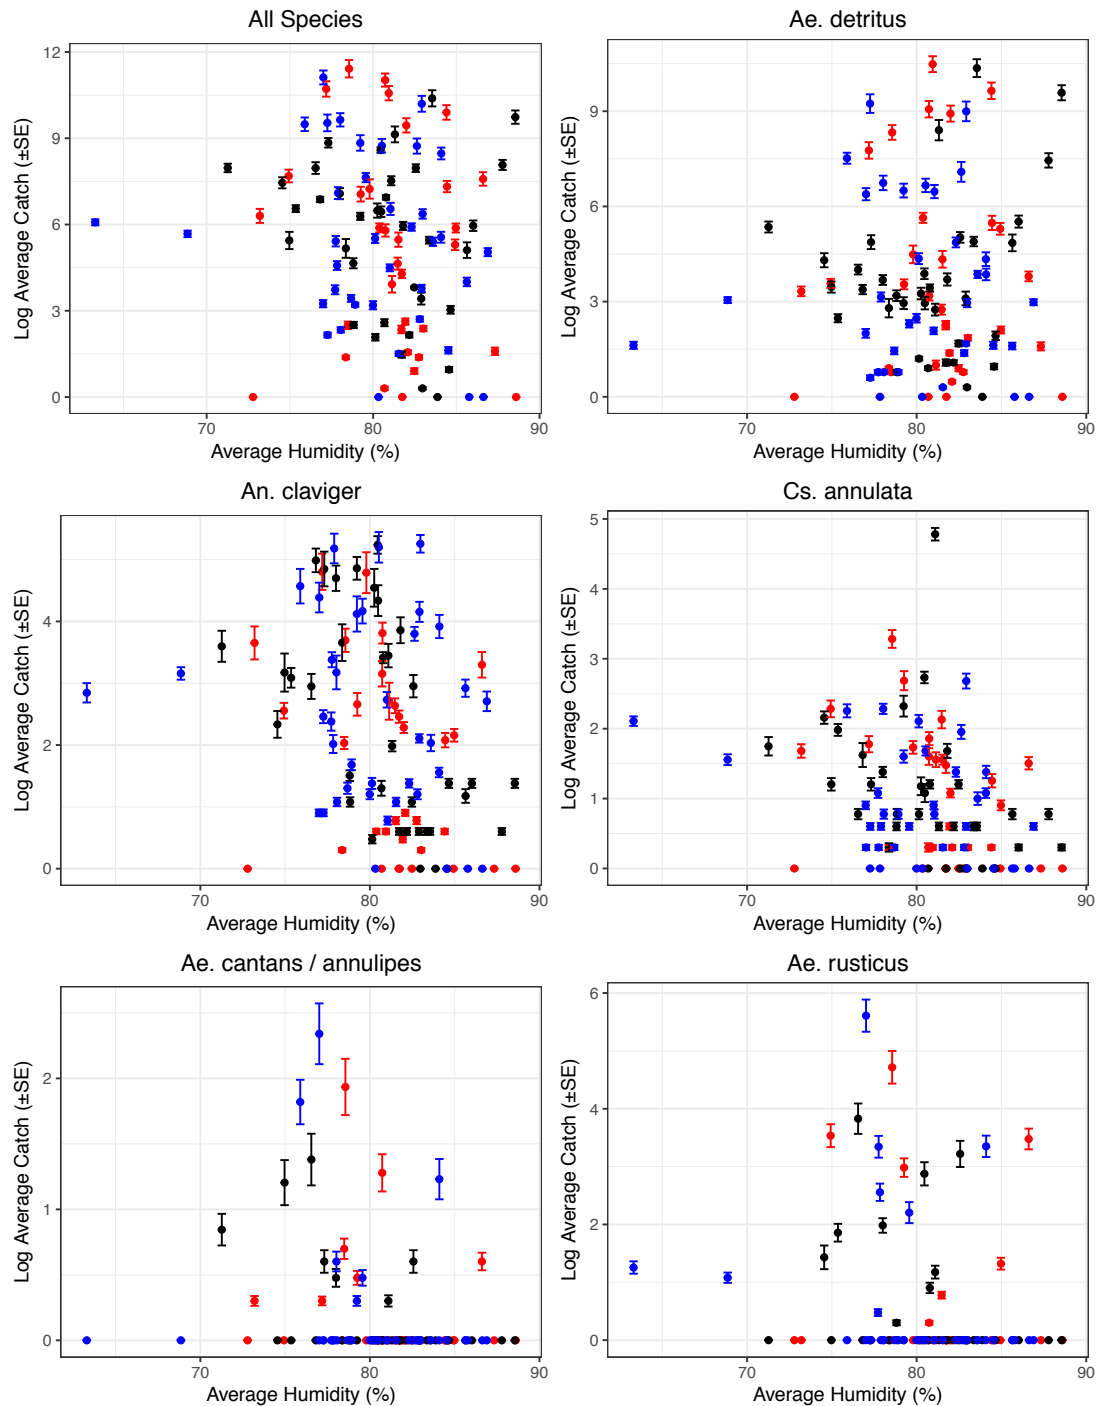 All Species
Log Average Catch (±SE)
12
9
6
3
0
70
80
90
Average Humidity (%)
Ae. detritus
Log Average Catch (±SE)
9
6
3
0
70
80
90
Average Humidity (%)
An. claviger
Log Average Catch (±SE)
4
2
0
70
80
90
Average Humidity (%)
Cs. annulata
Log Average Catch (±SE)
5
4
3
2
1
0
70
80
90
Average Humidity (%)
Ae. cantans / annulipes
Log Average Catch (±SE)
2
1
0
70
80
90
Average Humidity (%)
Ae. rusticus
Log Average Catch (±SE)
6
4
2
0
70
80
90
Average Humidity (%)